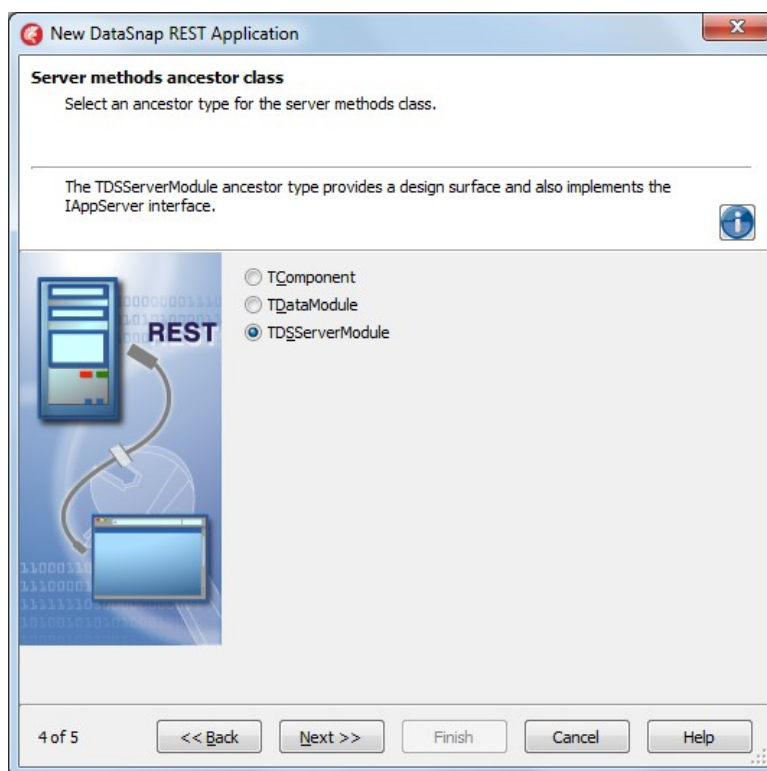 New DataSnap REST Application
Server methods ancestor class
Select an ancestor type for the server methods class.
The TDSServerModule ancestor type provides a design surface and also implements the
IAppServer interface.
TComponent
TDataModule
REST
TDSServerModule
4 of 5
<< Back
Next >>
Finish
Cancel
Help